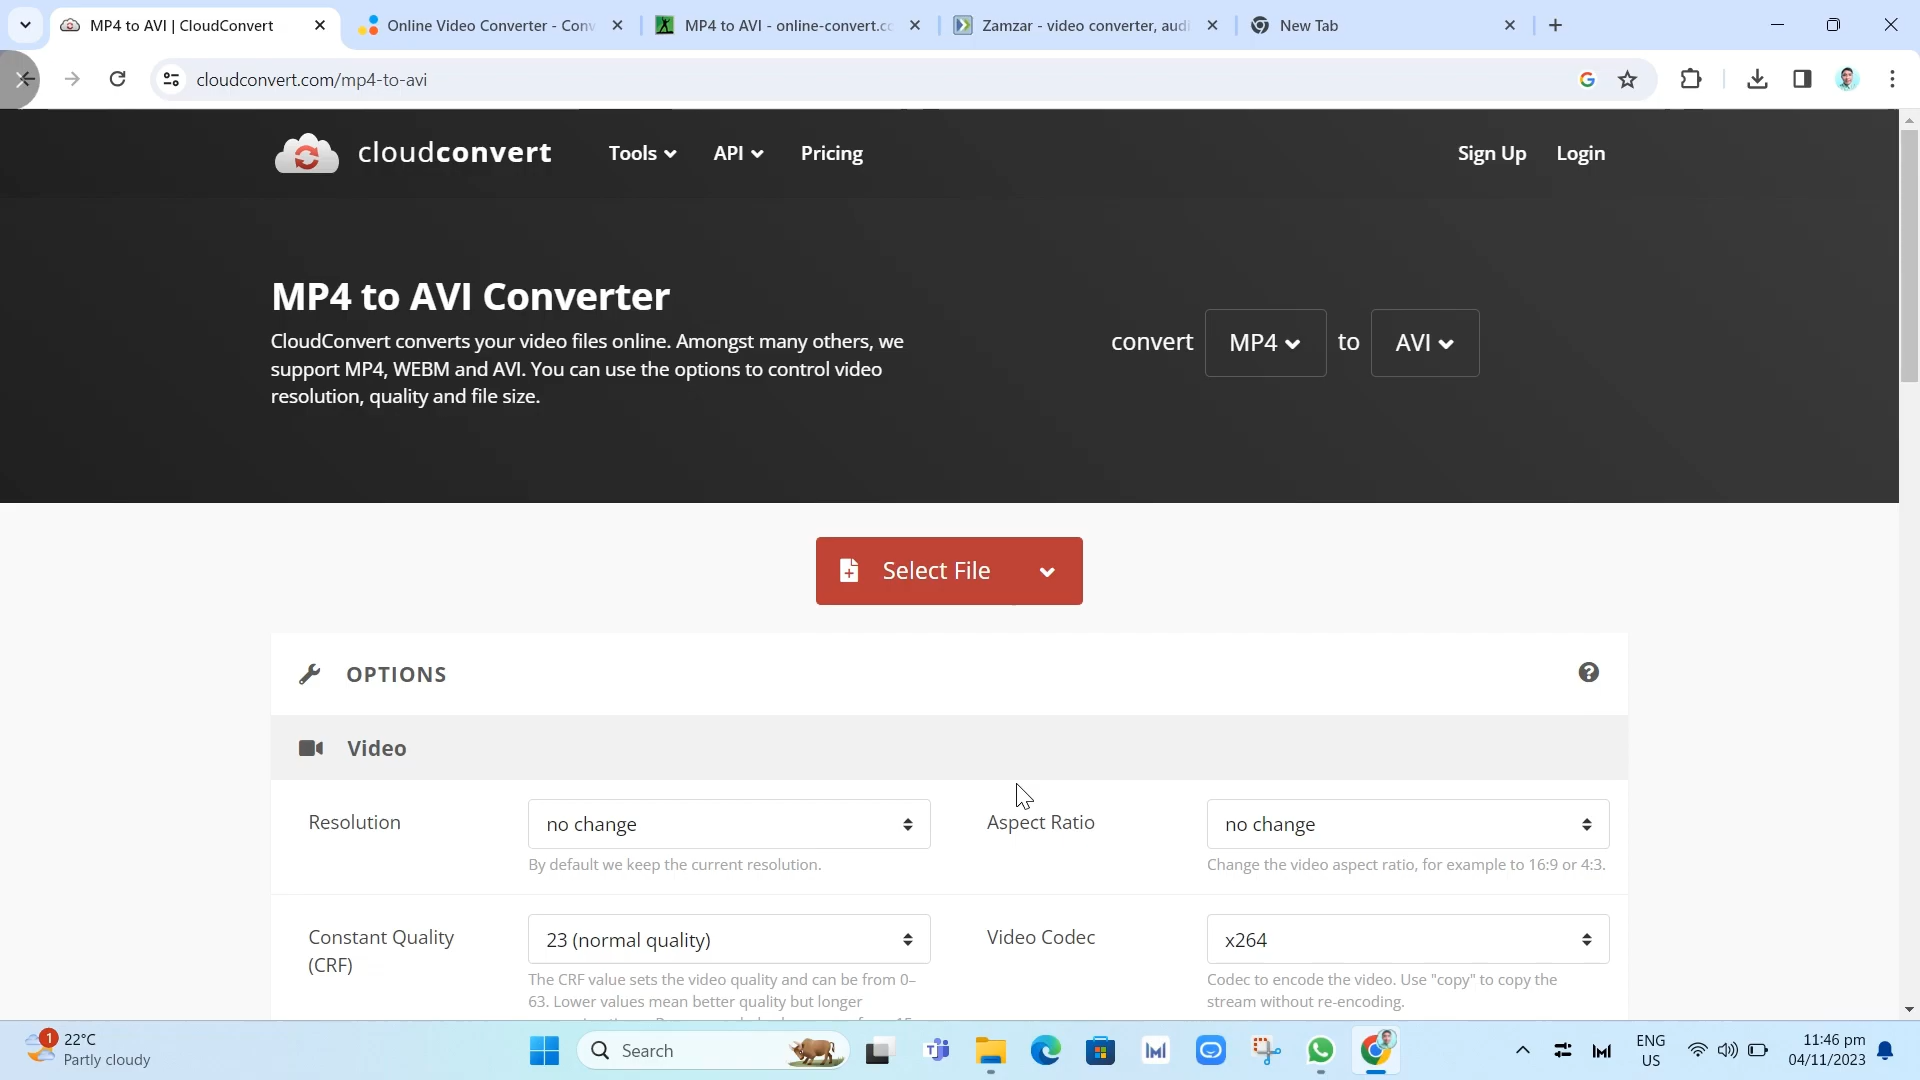 MP4 to AVI | CloudConvert
Online Video Converter - Conv
MP4 to AVI - online-convert.co
Zamzar - video converter, audi
New Tab
cloudconvert.com/mp4-to-avi
cloudconvert
Tools
API
Pricing
Sign Up
Login
MP4 to AVI Converter
CloudConvert converts your video files online. Amongst many others, we
support MP4, WEBM and AVI. You can use the options to control video
resolution, quality and file size.
convert MP4 to AVI
Select File
OPTIONS
Video
Resolution
no change
By default we keep the current resolution.
Aspect Ratio
no change
Change the video aspect ratio, for example to 16:9 or 4:3.
Constant Quality
(CRF)
23 (normal quality)
The CRF value sets the video quality and can be from 0–
63. Lower values mean better quality but longer
Video Codec
x264
Codec to encode the video. Use "copy" to copy the
stream without re-encoding.
1
22°C
Partly cloudy
Search
ENG
US
11:46 pm
04/11/2023